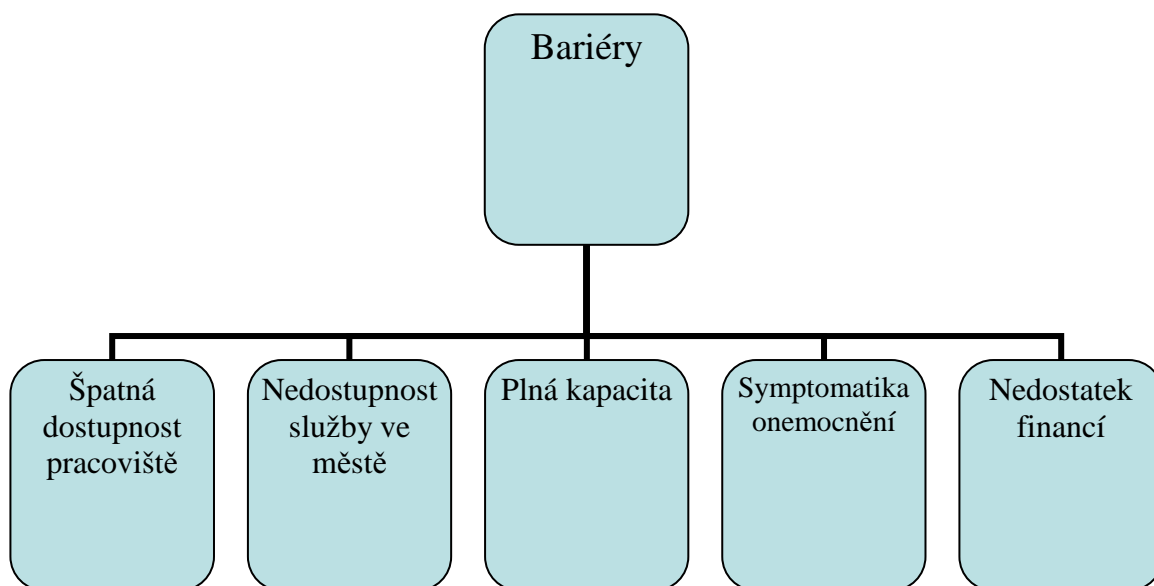 Bariéry
Špatná
dostupnost
pracoviště
Nedostupnost
služby ve
městě
Plná kapacita
Symptomatika
onemocnění
Nedostatek
financí